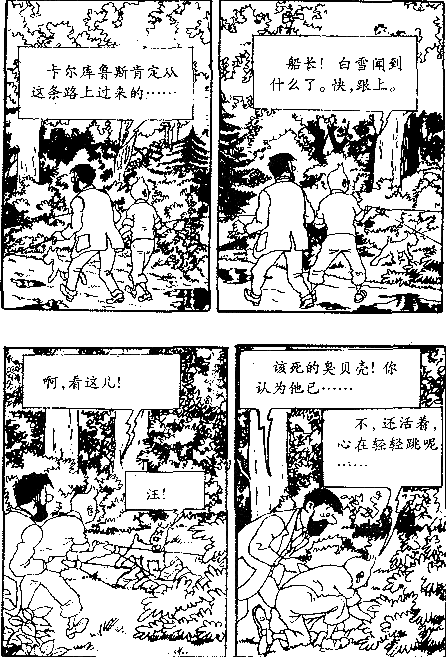 卡尔库鲁斯肯定从
这条路上过来的……
船长！白雪闻到
什么了。快，跟上。
啊，看这儿！
汪！
该死的臭贝壳！你
认为他已……
不，还活着，
心在轻轻跳呢
……